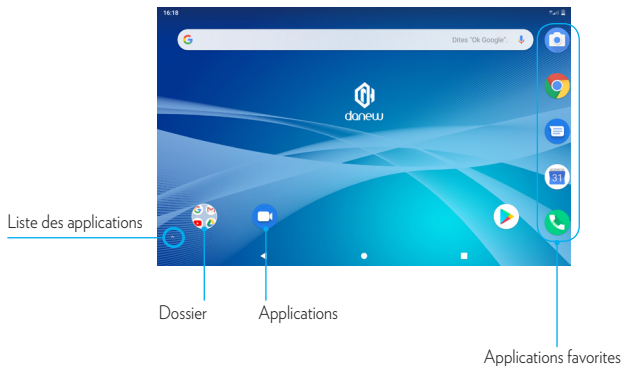 16:18
Dites "Ok Google".
danew
31
Liste des applications
Dossier
Applications
Applications favorites